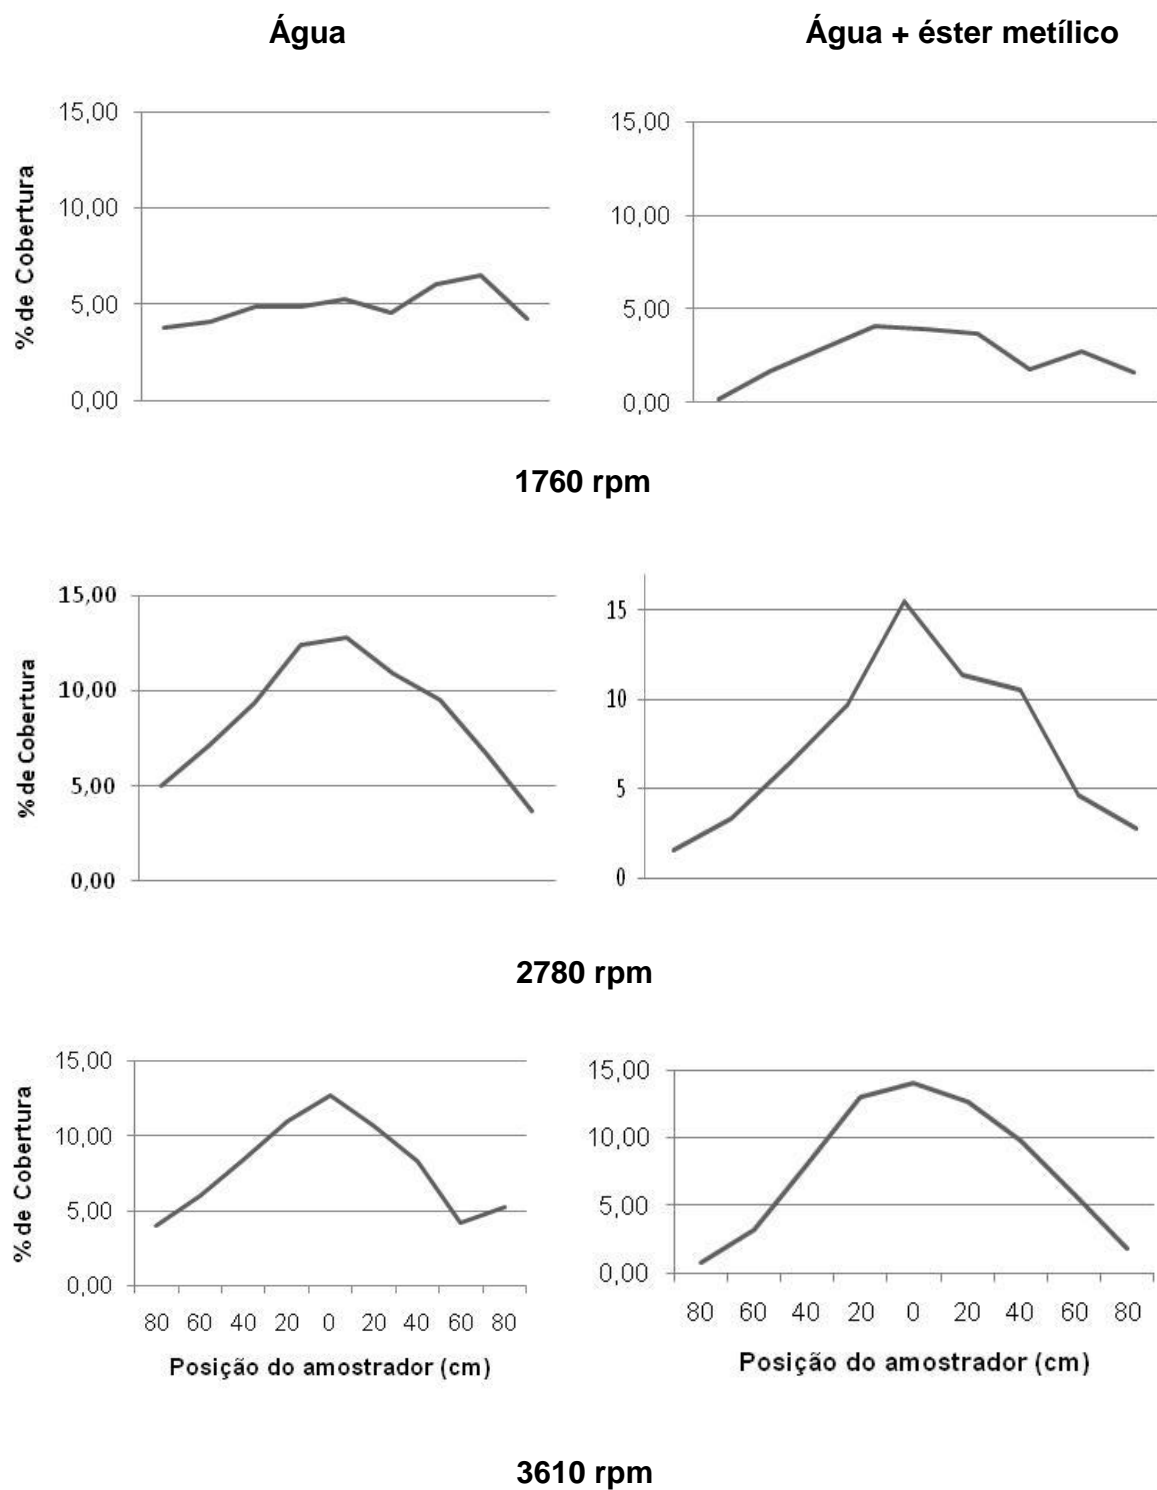 Água
Água + éster metílico
% de Cobertura
15,00
10,00
5,00
0,00
15,00
10,00
5,00
0,00
1760 rpm
% de Cobertura
15,00
10,00
5,00
0,00
15
10
5
0
2780 rpm
% de Cobertura
15,00
10,00
5,00
0,00
80 60 40 20 0 20 40 60 80
Posição do amostrador (cm)
15,00
10,00
5,00
0,00
80 60 40 20 0 20 40 60 80
Posição do amostrador (cm)
3610 rpm